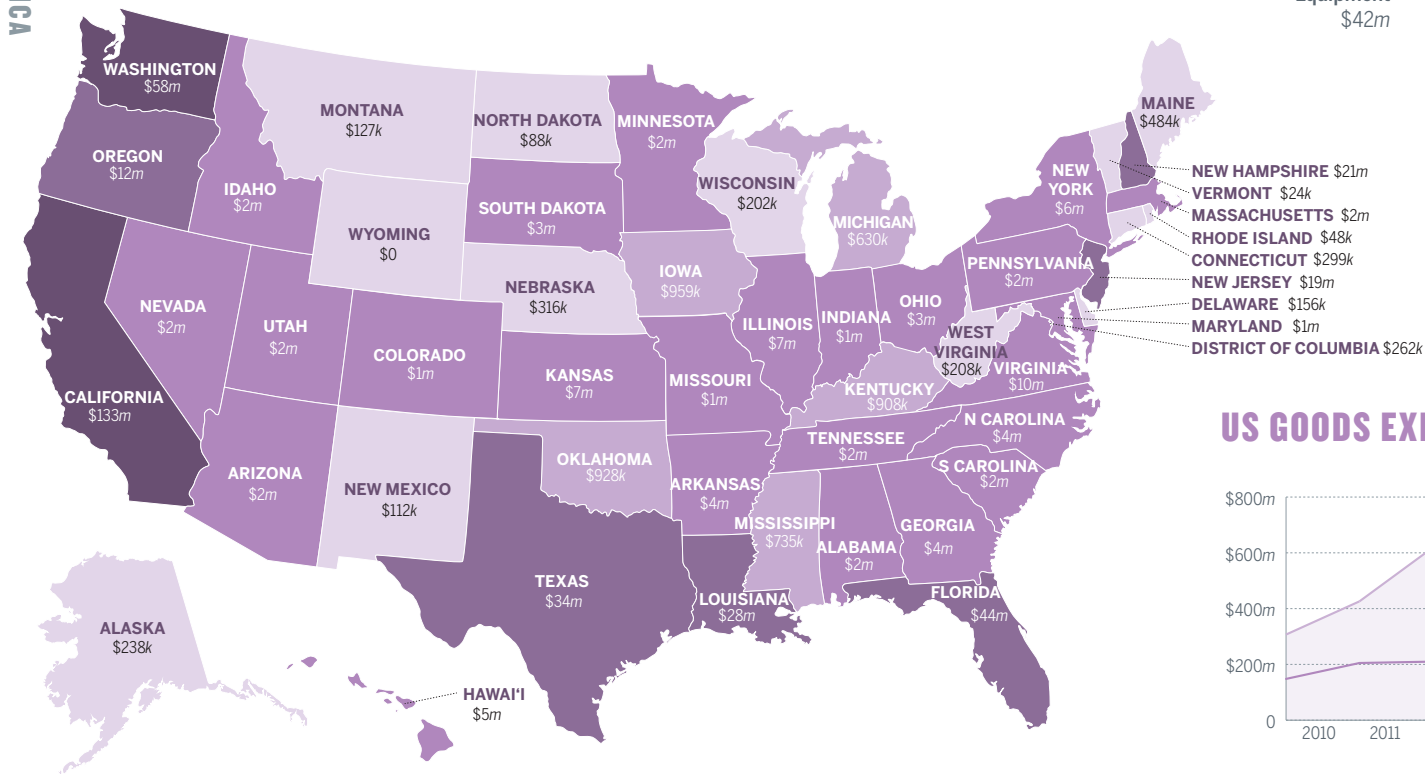 $42m
WASHINGTON
$58m
OREGON
$12m
CALIFORNIA
$133m
IDAHO
$2m
NEVADA
$2m
MONTANA
$127k
WYOMING
$0
UTAH
$2m
ARIZONA
$2m
COLORADO
$1m
NEW MEXICO
$112k
NORTH DAKOTA
$88k
SOUTH DAKOTA
$3m
NEBRASKA
$316k
KANSAS
$7m
OKLAHOMA
$928k
TEXAS
$34m
MINNESOTA
$2m
IOWA
$959k
MISSOURI
$1m
ARKANSAS
$4m
LOUISIANA
$28m
WISCONSIN
$202k
ILLINOIS
$7m
MICHIGAN
$630k
INDIANA
$1m
OHIO
$3m
KENTUCKY
$908k
TENNESSEE
$2m
MISSISSIPPI
$735k
ALABAMA
$2m
GEORGIA
$4m
FLORIDA
$44m
S CAROLINA
$2m
N CAROLINA
$4m
VIRGINIA
$10m
WEST
VIRGINIA
$208k
PENNSYLVANIA
$2m
NEW
YORK
$6m
MAINE
$484k
NEW HAMPSHIRE $21m
VERMONT $24k
MASSACHUSETTS $2m
RHODE ISLAND $48k
CONNECTICUT $299k
NEW JERSEY $19m
DELAWARE $156k
MARYLAND $1m
DISTRICT OF COLUMBIA $262k
ALASKA
$238k
HAWAI'I
$5m
US GOODS
$800m
$600m
$400m
$200m
0
2010 2011